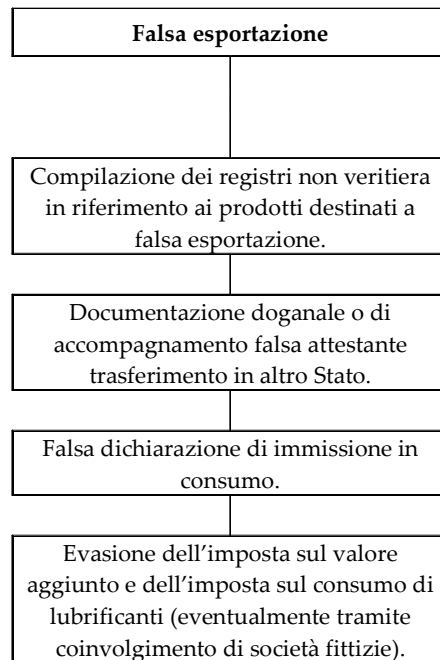 Falsa esportazione
Compilazione dei registri non veritiera
in riferimento ai prodotti destinati a
falsa esportazione.
Documentazione doganale o di
accompagnamento falsa attestante
trasferimento in altro Stato.
Falsa dichiarazione di immissione in
consumo.
Evasione dell’imposta sul valore
aggiunto e dell’imposta sul consumo di
lubrificanti (eventualmente tramite
coinvolgimento di società fittizie).